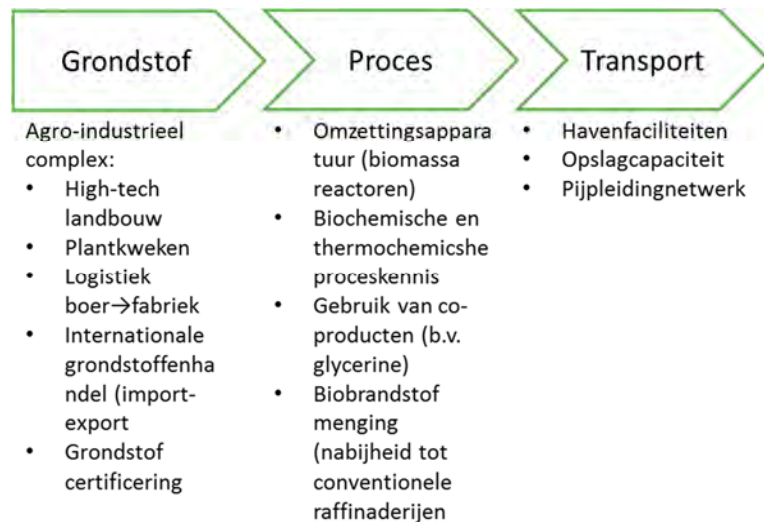 Grondstof
Agro-industrieel
complex:
• High-tech
landbouw
• Plantkweken
• Logistiek
boer→fabriek
• Internationale
grondstoffenha
ndel (import-
export
• Grondstof
certificering
Proces
• Omzettingsappara
tuur (biomassa
reactoren)
• Biochemische en
thermochemicshe
proceskennis
• Gebruik van co-
producten (b.v.
glycerine)
• Biobrandstof
menging
(nabijheid tot
conventionele
raffinaderijen
Transport
• Havenfaciliteiten
• Opslagcapaciteit
• Pijpleidingnetwerk